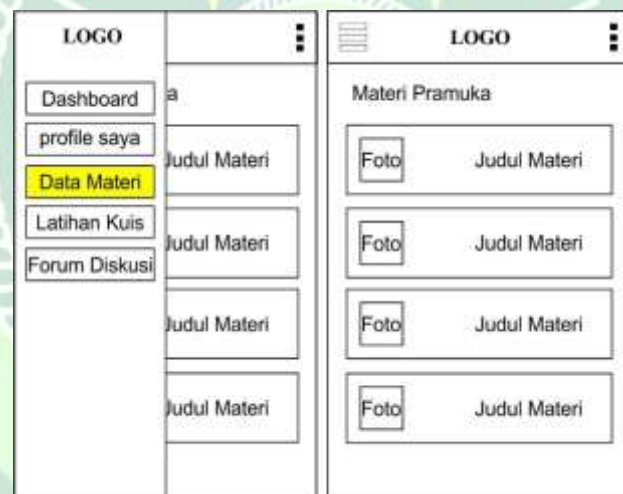 LOGO
Dashboard
profile saya
Data Materi
Latihan Kuis
Forum Diskusi
a
Judul Materi
Judul Materi
Judul Materi
Judul Materi
LOGO
Materi Pramuka
Foto Judul Materi
Foto Judul Materi
Foto Judul Materi
Foto Judul Materi